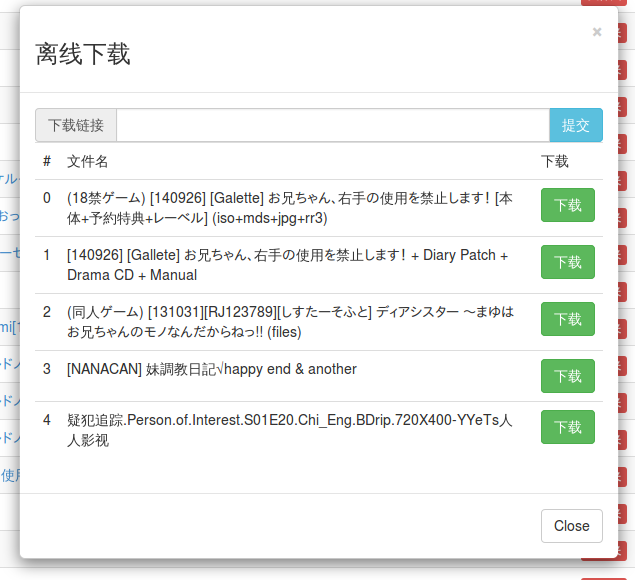 ×
离线下载
下载链接 提交
# 文件名 下载
0 (18禁ゲーム) [140926] [Galette] お兄ちゃん、右手の使用を禁止します! [本 下载
体+予約特典+レーベル] (iso+mds+jpg+rr3)
1 [140926] [Gallete] お兄ちゃん、右手の使用を禁止します! + Diary Patch + 下载
Drama CD + Manual
2 (同人ゲーム) [131031][RJ123789][しすたーそふと] ディアシスター ～まゆは 下载
お兄ちゃんのモノなんだからねっ!! (files)
3 [NANACAN] 妹調教日記√happy end & another 下载
4 疑犯追踪.Person.of.Interest.S01E20.Chi_Eng.BDrip.720X400-YYeTs人 下载
人影视
Close